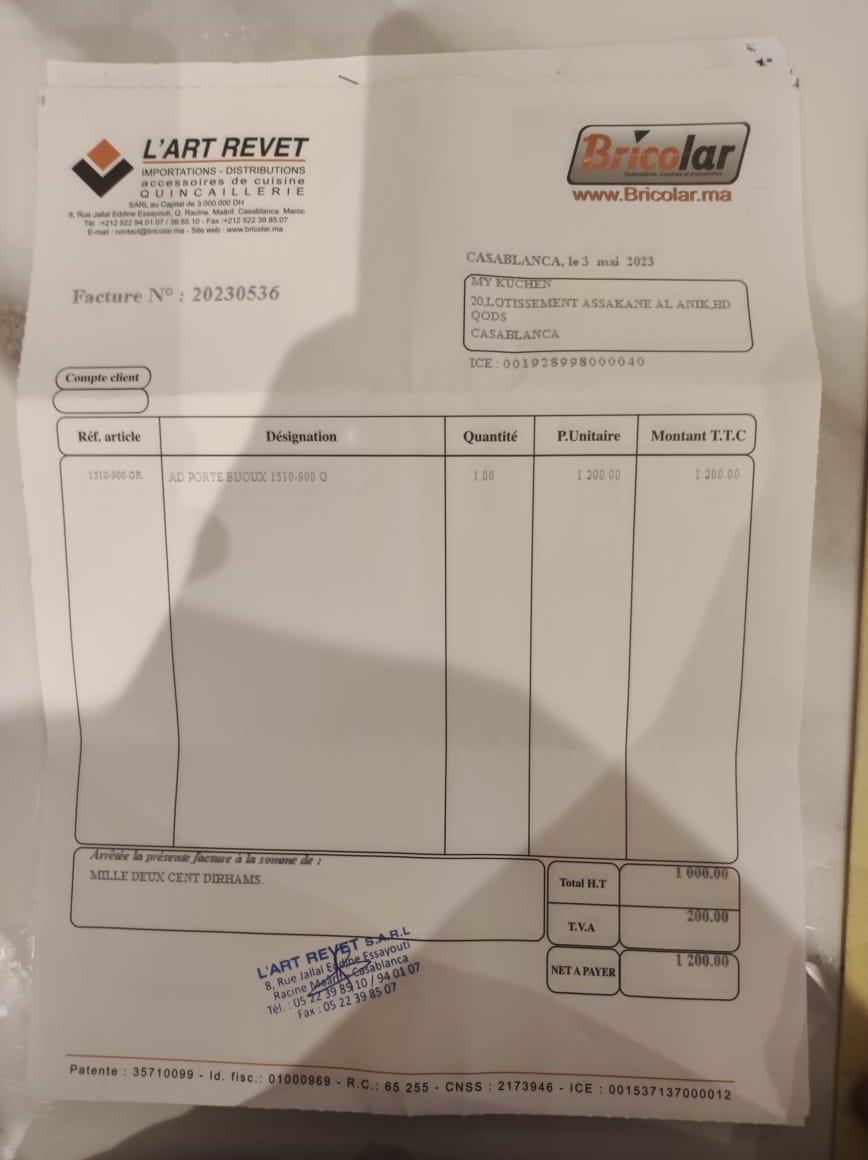 L'ART REVET
IMPORTATIONS - DISTRIBUTIONS
accessoires de cuisine
QUINCAILLERIE
SARL au Capital de 3.000.000 DH
8, Rue Jallal Eddine Essayouti, Q. Racine, Maârif. Casablanca. Maroc
Tél :+212 522 94.01.07 / 39.85.10 - Fax :+212 522 39.85.07
E-mail : contact@bricolar.ma - Site web : www.bricolar.ma
Bricolar
www.Bricolar.ma
CASABLANCA, le 3 mai 2023
Facture N° : 20230536
MY KUCHEN
20,LOTISSEMENT ASSAKANE AL ANIK,BD
QODS
CASABLANCA
ICE : 001928998000040
Compte client
Réf. article Désignation Quantité P.Unitaire Montant T.T.C
1510-900 GR AD PORTE BIJOUX 1510-900 G 1.00 1 200.00 1 200.00
Arrêtée la présente facture à la somme de :
MILLE DEUX CENT DIRHAMS.
Total H.T 1 000.00
T.V.A 200.00
NET A PAYER 1 200.00
L'ART REVET S.A.R.L
8, Rue Jallal Eddine Essayouti
Racine Maârif Casablanca
Tél. : 05 22 39 85 10 / 94 01 07
Fax : 05 22 39 85 07
Patente : 35710099 - Id. fisc.: 01000969 - R.C.: 65 255 - CNSS : 2173946 - ICE : 001537137000012